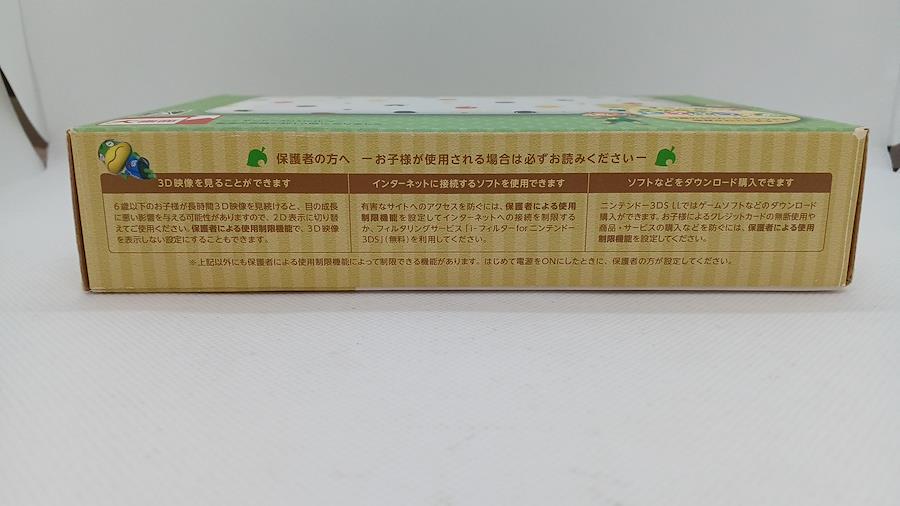 保護者の方へ ーお子様が使用される場合は必ずお読みくださいー
3D映像を見ることができます
6歳以下のお子様が長時間3D映像を見続けると、目の成長
に悪い影響を与える可能性がありますので、2D表示に切り替
えてご使用ください。保護者による使用制限機能で、3D映像
を表示しない設定にすることもできます。
インターネットに接続するソフトを使用できます
有害なサイトへのアクセスを防ぐには、保護者による使用
制限機能を設定してインターネットへの接続を制限する
か、フィルタリングサービス「i-フィルターfor ニンテンドー
3DS」(無料)を利用してください。
ソフトなどをダウンロード購入できます
ニンテンドー3DS LLではゲームソフトなどのダウンロード
購入ができます。お子様によるクレジットカードの無断使用や
商品・サービスの購入などを防ぐには、保護者による使用
制限機能を設定してください。
※上記以外にも保護者による使用制限機能によって制限できる機能があります。はじめて電源をONにしたときに、保護者の方が設定してください。